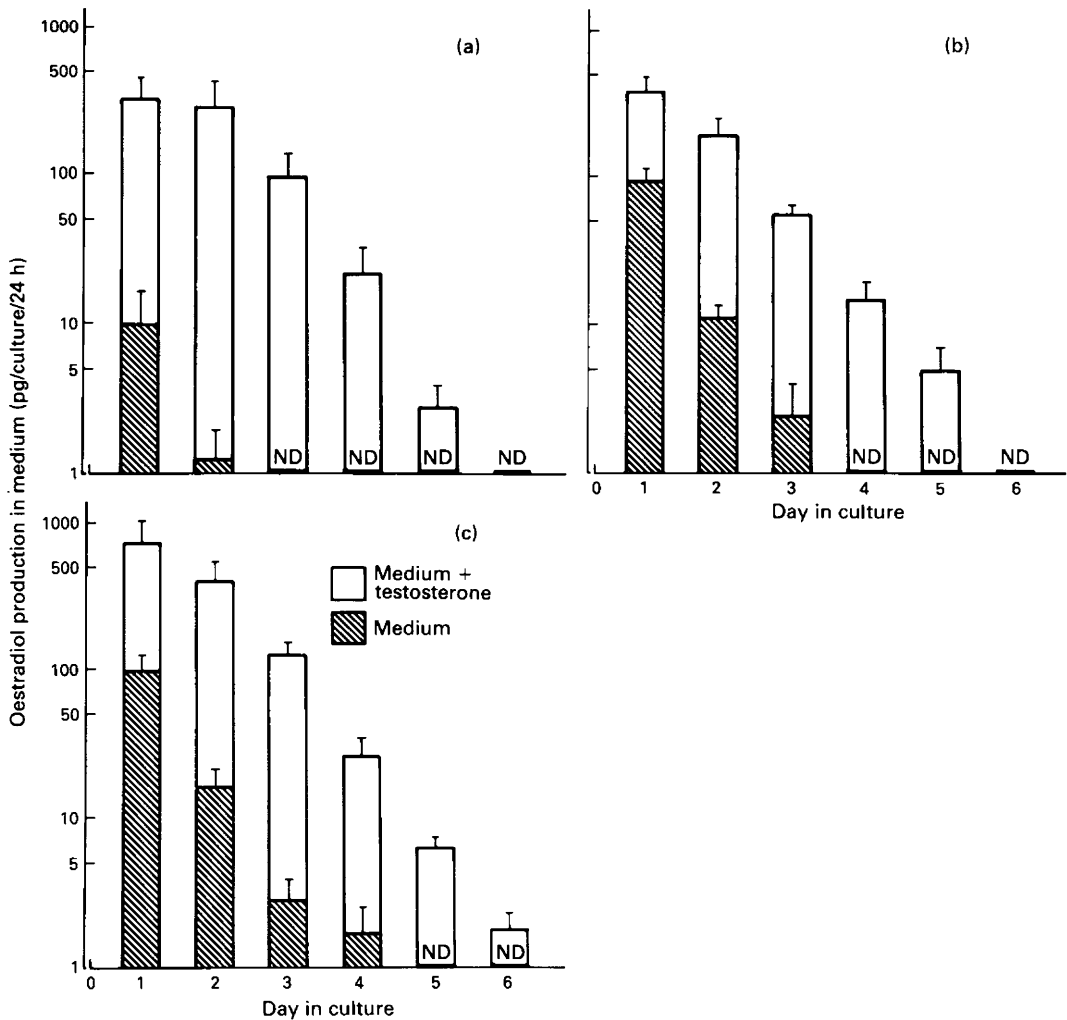 Oestradiol production in medium (pg/culture/24 h)
(a)
1000
500
100
50
10
5
1
ND
ND
ND
ND
(b)
ND
ND
ND
0
1
2
3
4
5
6
Day in culture
(c)
1000
500
100
50
10
5
1
Medium +
testosterone
Medium
ND
ND
0
1
2
3
4
5
6
Day in culture